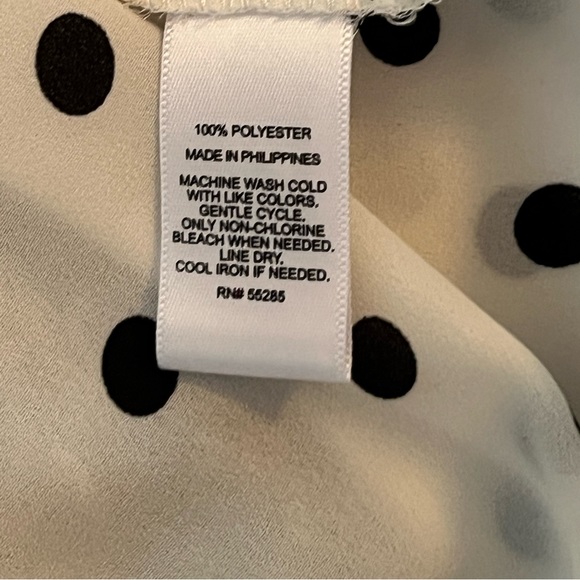 100% POLYESTER
MADE IN PHILIPPINES
MACHINE WASH COLD
WITH LIKE COLORS,
GENTLE CYCLE.
ONLY NON-CHLORINE
BLEACH WHEN NEEDED.
LINE DRY.
COOL IRON IF NEEDED.
RN# 55285